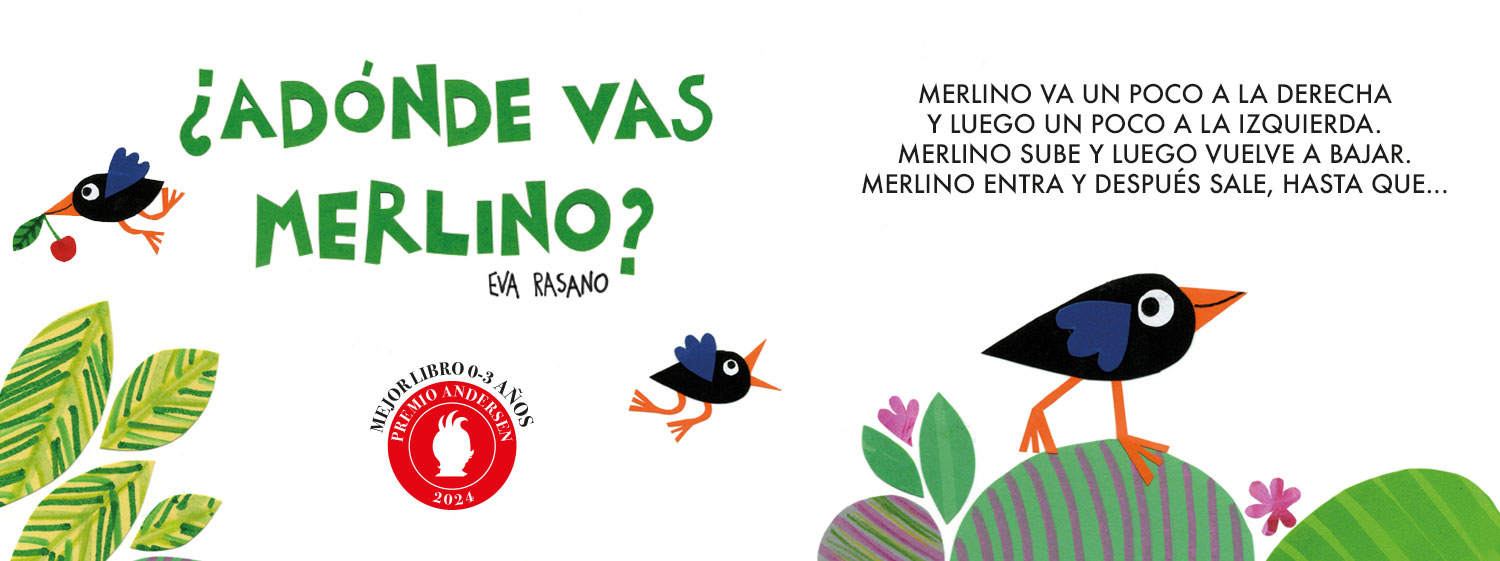 ¿ADÓNDE VAS
MERLINO?
EVA RASANO
MEJOR LIBRO 0-3 AÑOS
PREMIO ANDERSEN
2024
MERLINO VA UN POCO A LA DERECHA
Y LUEGO UN POCO A LA IZQUIERDA.
MERLINO SUBE Y LUEGO VUELVE A BAJAR.
MERLINO ENTRA Y DESPUÉS SALE, HASTA QUE...